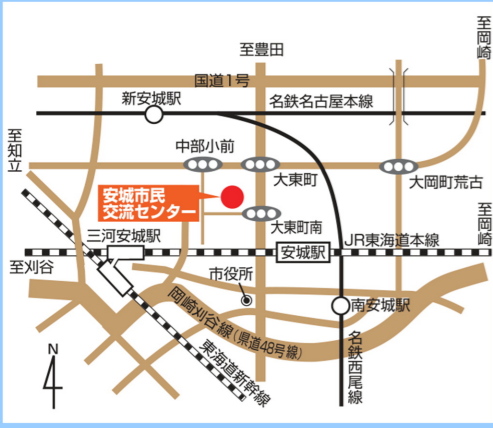 至岡崎
至豊田
国道1号
新安城駅
名鉄名古屋本線
至知立
中部小前
大東町
大岡町荒古
安城市民
交流センター
大東町南
至岡崎
三河安城駅
安城駅
JR東海道本線
至刈谷
市役所
南安城駅
岡崎刈谷線(県道48号線)
東海道新幹線
名鉄西尾線
N